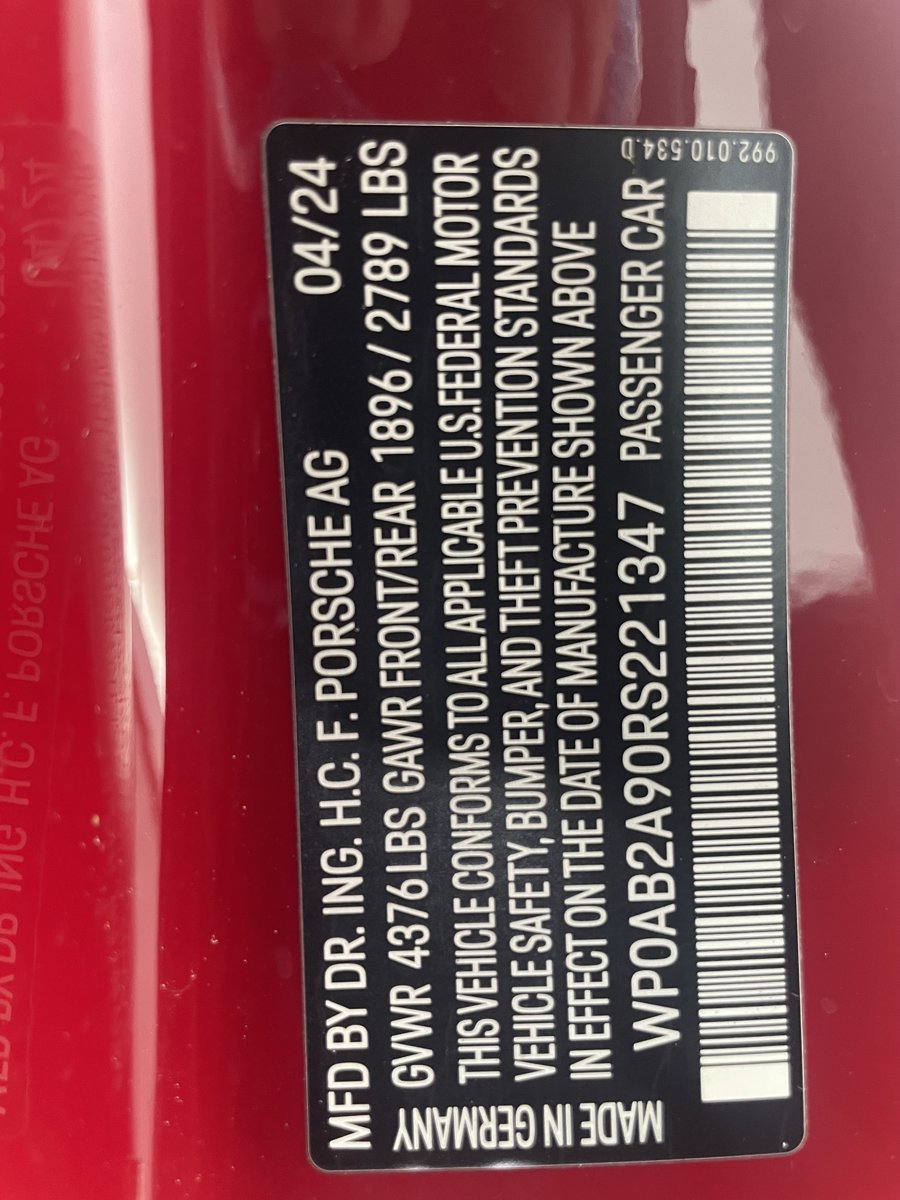 MFD BY DR. ING. H.C. F. PORSCHE AG 04/24
GVWR 4376 LBS GAWR FRONT/REAR 1896 / 2789 LBS
THIS VEHICLE CONFORMS TO ALL APPLICABLE U.S. FEDERAL MOTOR
VEHICLE SAFETY, BUMPER, AND THEFT PREVENTION STANDARDS
IN EFFECT ON THE DATE OF MANUFACTURE SHOWN ABOVE
WP0AB2A90RS221347 PASSENGER CAR
MADE IN GERMANY
992.010.534.D